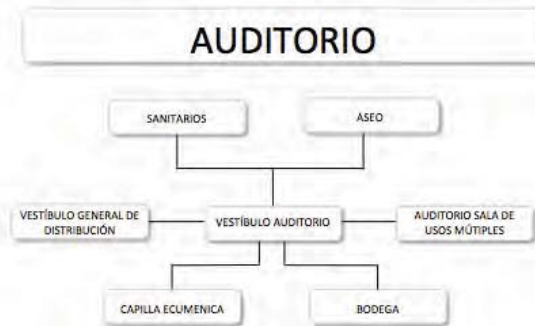 AUDITORIO
SANITARIOS
ASEO
VESTÍBULO GENERAL DE
DISTRIBUCIÓN
VESTÍBULO AUDITORIO
AUDITORIO SALA DE
USOS MÚTIPLES
CAPILLA ECUMENICA
BODEGA